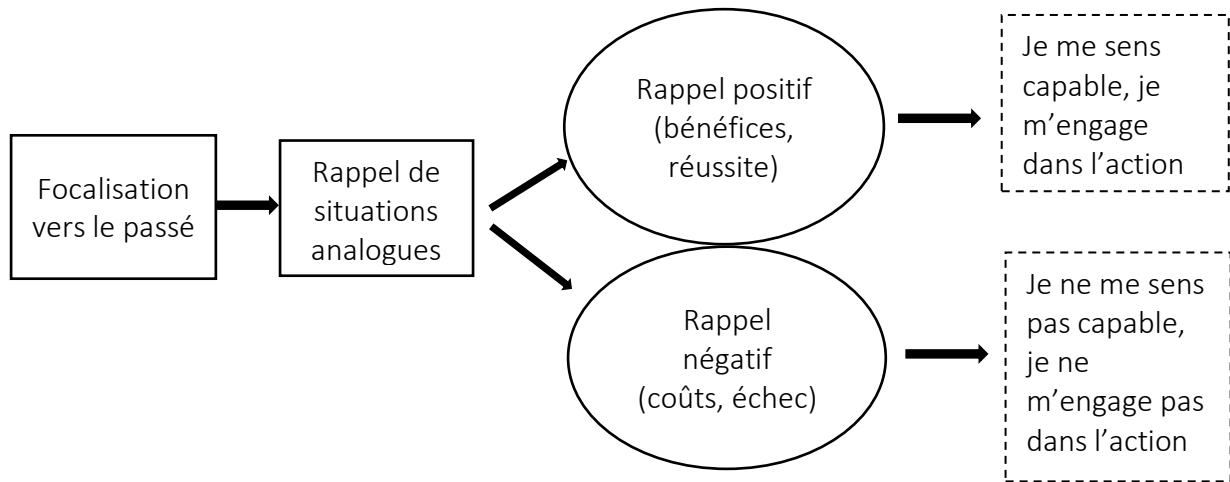 Focalisation
vers le passé
Rappel de
situations
analogues
Rappel positif
(bénéfices,
réussite)
Je me sens
capable, je
m’engage
dans l’action
Rappel
négatif
(coûts, échec)
Je ne me sens
pas capable,
je ne
m’engage pas
dans l’action